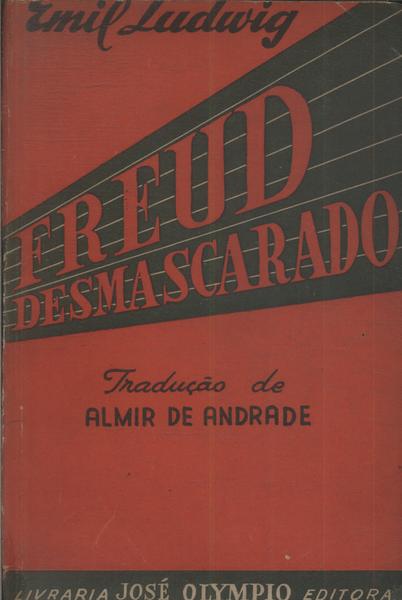 Emil Ludwig
FREUD
DESMASCARADO
Tradução de
ALMIR DE ANDRADE
LIVRARIA JOSÉ OLYMPIO EDITORA